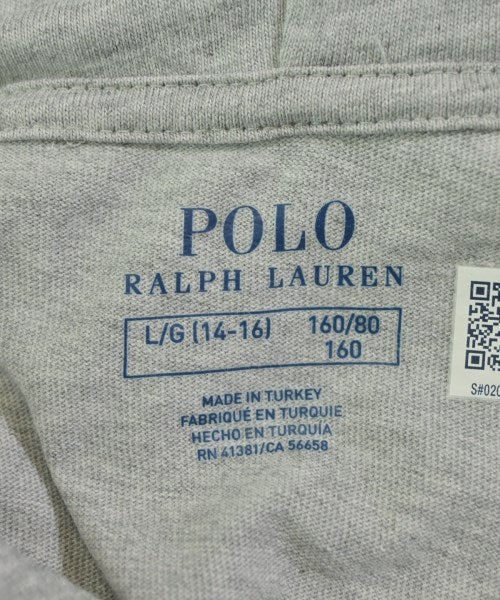 POLO
RALPH LAUREN
L/G (14-16) 160/80
160
MADE IN TURKEY
FABRIQUÉ EN TURQUIE
HECHO EN TURQUÍA
RN 41381/CA 56658
S#020